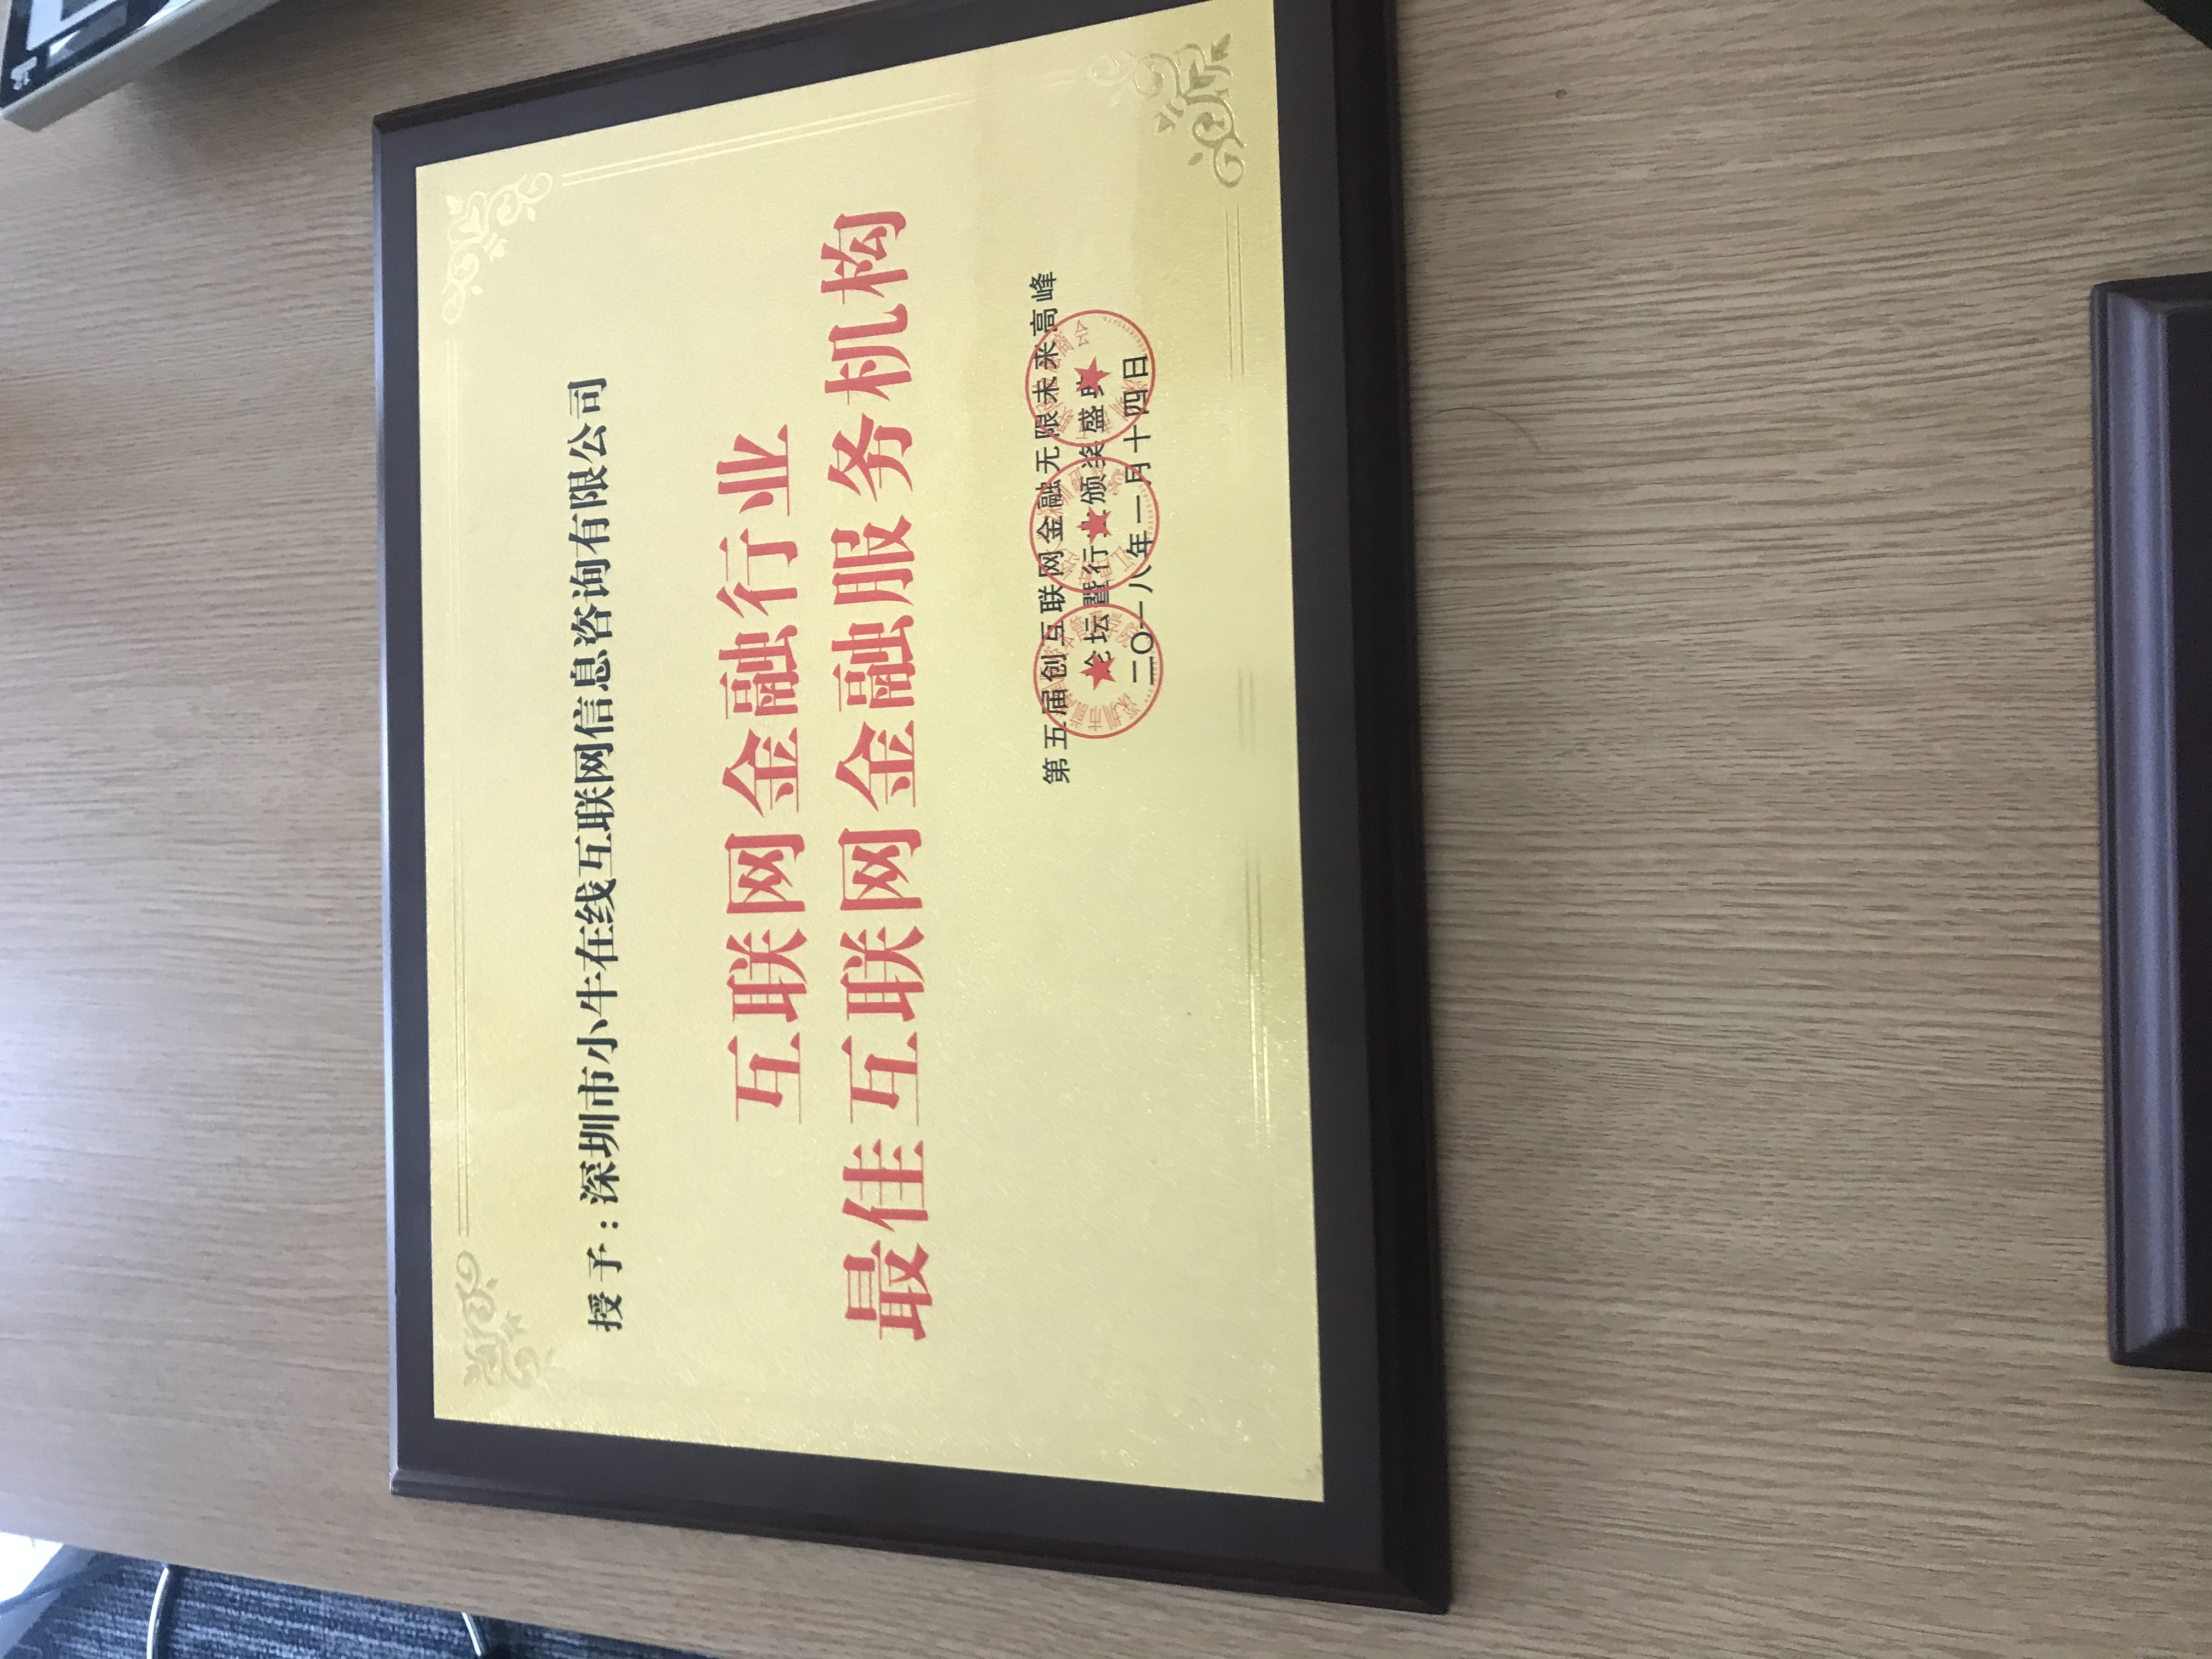 授予：深圳市小牛在线互联网信息咨询有限公司
互联网金融行业
最佳互联网金融服务机构
第五届创互联网金融无限未来高峰
论坛暨行业颁奖盛典
二〇一八年一月十四日